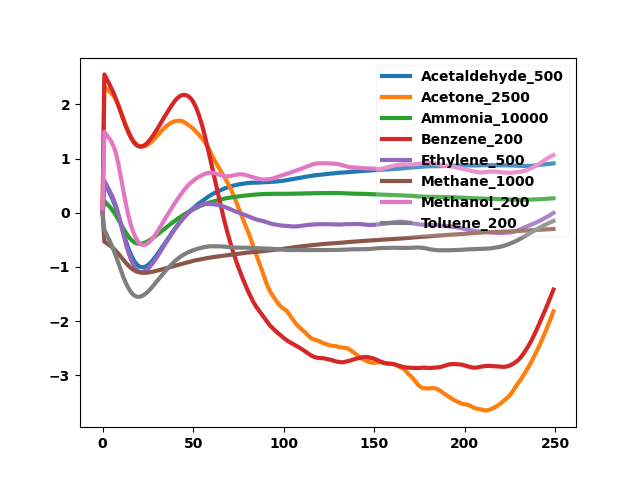 2
1
0
−1
−2
−3
0 50 100 150 200 250
Acetaldehyde_500
Acetone_2500
Ammonia_10000
Benzene_200
Ethylene_500
Methane_1000
Methanol_200
Toluene_200